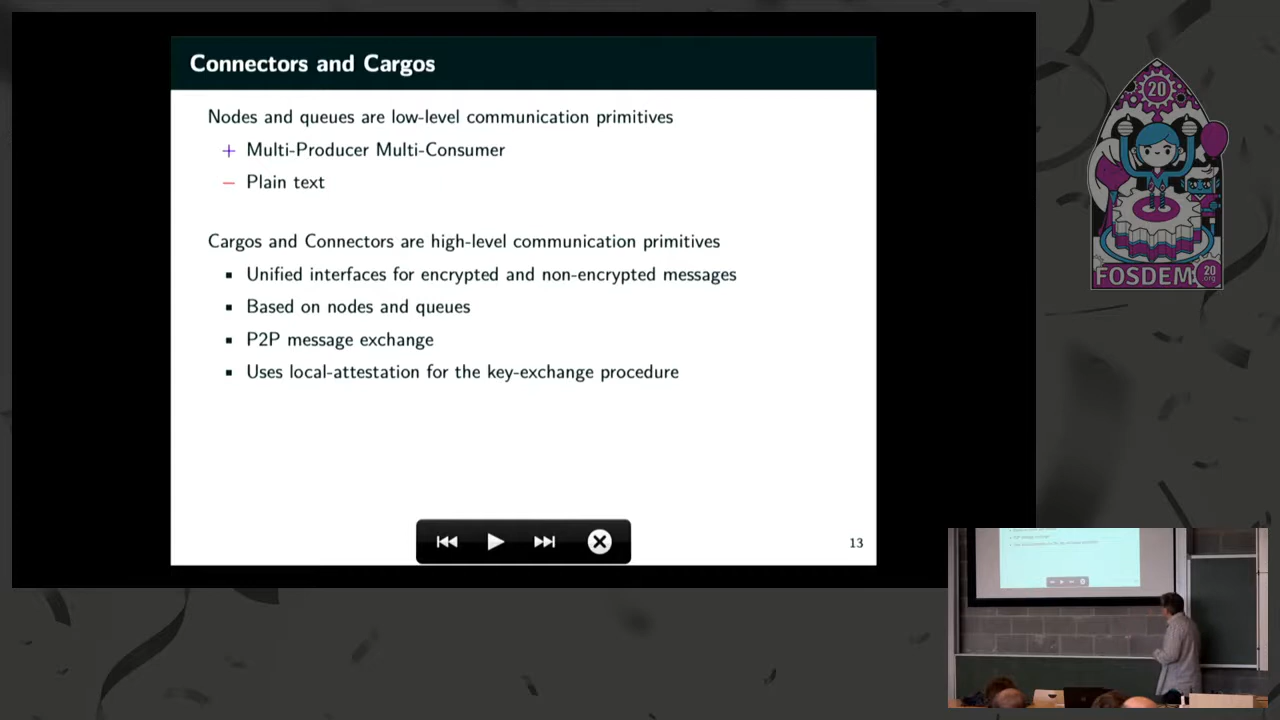 Connectors and Cargos
Nodes and queues are low-level communication primitives
+ Multi-Producer Multi-Consumer
− Plain text
Cargos and Connectors are high-level communication primitives
▪ Unified interfaces for encrypted and non-encrypted messages
▪ Based on nodes and queues
▪ P2P message exchange
▪ Uses local-attestation for the key-exchange procedure
13
20
FOSDEM 20
.org